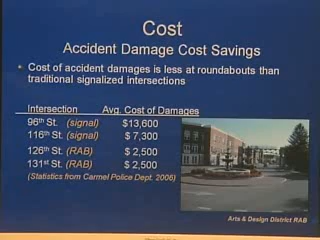 Cost
Accident Damage Cost Savings
Cost of accident damages is less at roundabouts than
traditional signalized intersections
Intersection Avg. Cost of Damages
96th St. (signal) $13,600
116th St. (signal) $ 7,300
126th St. (RAB) $ 2,500
131st St. (RAB) $ 2,500
(Statistics from Carmel Police Dept. 2006)
Arts & Design District RAB